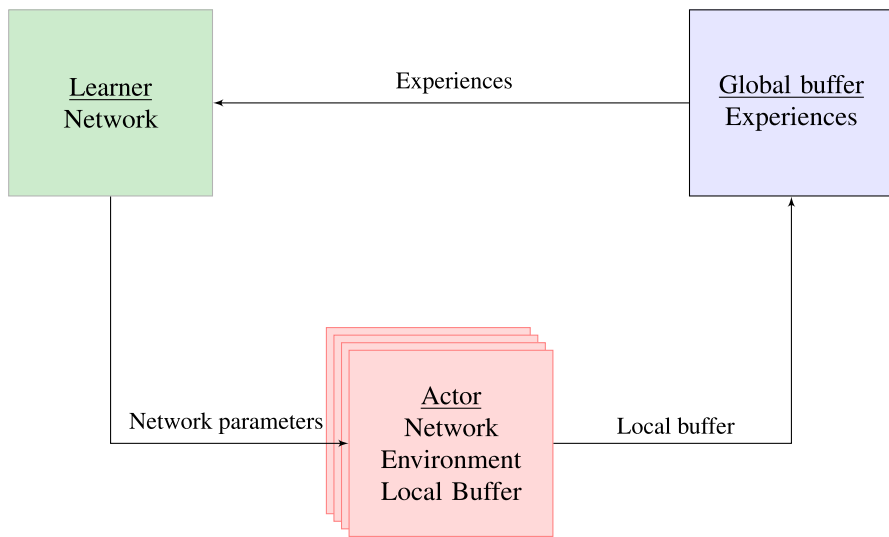 Learner
Network
Experiences
Global buffer
Experiences
Network parameters
Actor
Network
Environment
Local Buffer
Local buffer